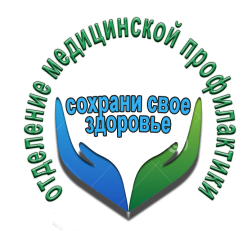 отделение медицинской профилактики
сохрани свое
здоровье